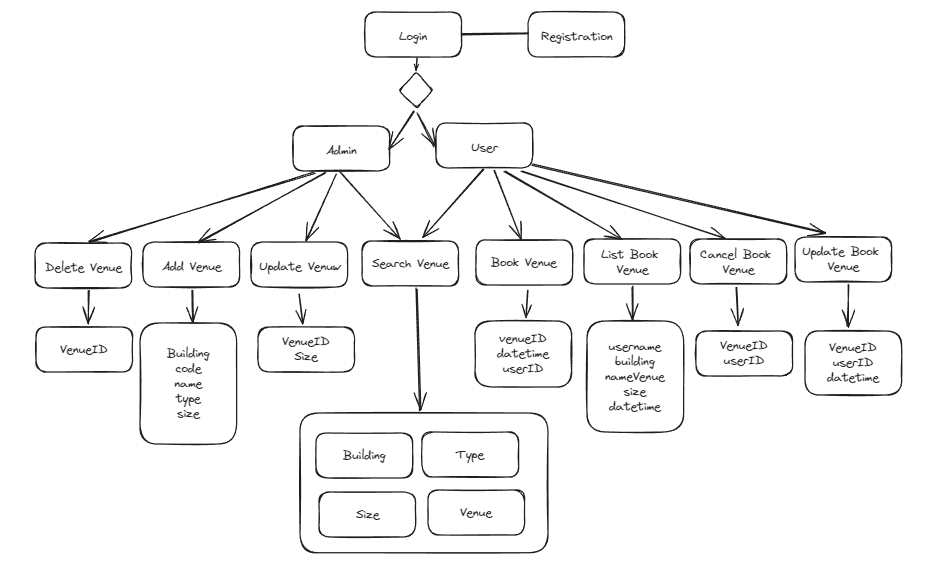 Login
Registration
Admin
User
Delete Venue
Add Venue
Update Venuw
Search Venue
Book Venue
List Book
Venue
Cancel Book
Venue
Update Book
Venue
VenueID
Building
code
name
type
size
VenueID
Size
venueID
datetime
userID
username
building
nameVenue
size
datetime
VenueID
userID
VenueID
userID
datetime
Building
Type
Size
Venue